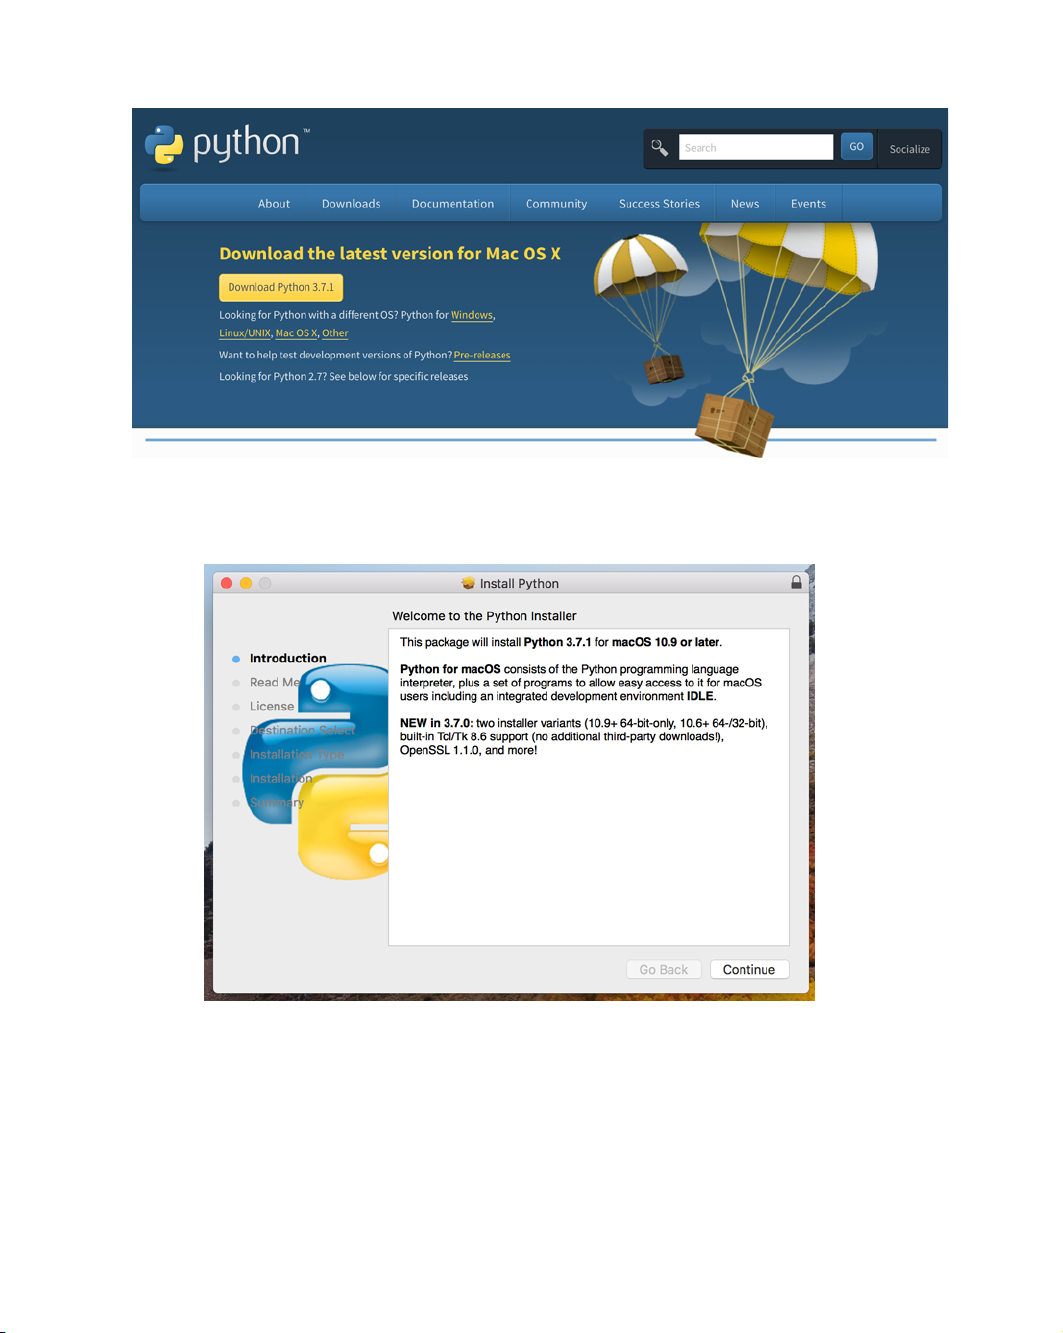 python™
Search
GO
Socialize
About Downloads Documentation Community Success Stories News Events
Download the latest version for Mac OS X
Download Python 3.7.1
Looking for Python with a different OS? Python for Windows,
Linux/UNIX, Mac OS X, Other
Want to help test development versions of Python? Pre-releases
Looking for Python 2.7? See below for specific releases
Install Python
Welcome to the Python Installer
Introduction
Read Me
License
Destination Select
Installation Type
Installation
Summary
This package will install Python 3.7.1 for macOS 10.9 or later.
Python for macOS consists of the Python programming language
interpreter, plus a set of programs to allow easy access to it for macOS
users including an integrated development environment IDLE.
NEW in 3.7.0: two installer variants (10.9+ 64-bit-only, 10.6+ 64-/32-bit),
built-in Tcl/Tk 8.6 support (no additional third-party downloads!),
OpenSSL 1.1.0, and more!
Go Back
Continue